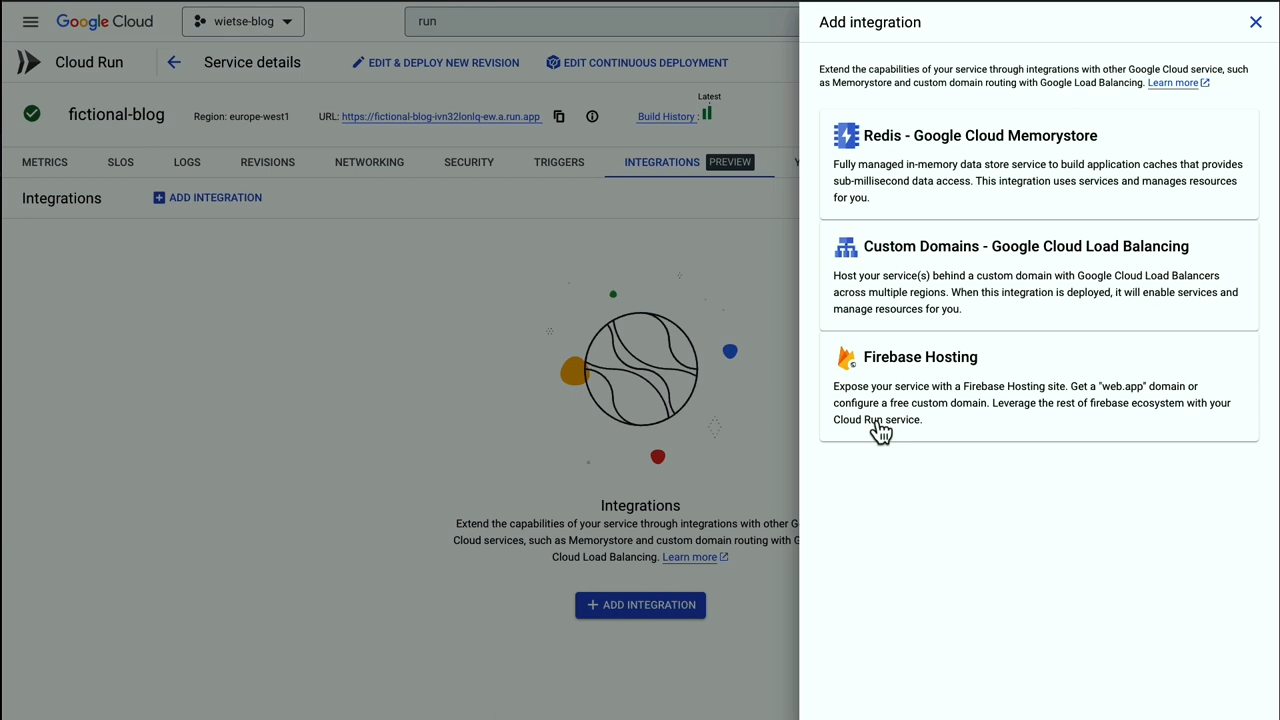 Google Cloud
wietse-blog
run
Cloud Run
Service details
EDIT & DEPLOY NEW REVISION
EDIT CONTINUOUS DEPLOYMENT
fictional-blog
Region: europe-west1
URL: https://fictional-blog-ivn32lonlq-ew.a.run.app
Build History :
Latest
METRICS
SLOS
LOGS
REVISIONS
NETWORKING
SECURITY
TRIGGERS
INTEGRATIONS
PREVIEW
Y
Integrations
ADD INTEGRATION
Integrations
Extend the capabilities of your service through integrations with other G
Cloud services, such as Memorystore and custom domain routing with G
Cloud Load Balancing. Learn more
ADD INTEGRATION
Add integration
Extend the capabilities of your service through integrations with other Google Cloud service, such
as Memorystore and custom domain routing with Google Load Balancing. Learn more
Redis - Google Cloud Memorystore
Fully managed in-memory data store service to build application caches that provides
sub-millisecond data access. This integration uses services and manages resources
for you.
Custom Domains - Google Cloud Load Balancing
Host your service(s) behind a custom domain with Google Cloud Load Balancers
across multiple regions. When this integration is deployed, it will enable services and
manage resources for you.
Firebase Hosting
Expose your service with a Firebase Hosting site. Get a "web.app" domain or
configure a free custom domain. Leverage the rest of firebase ecosystem with your
Cloud Run service.